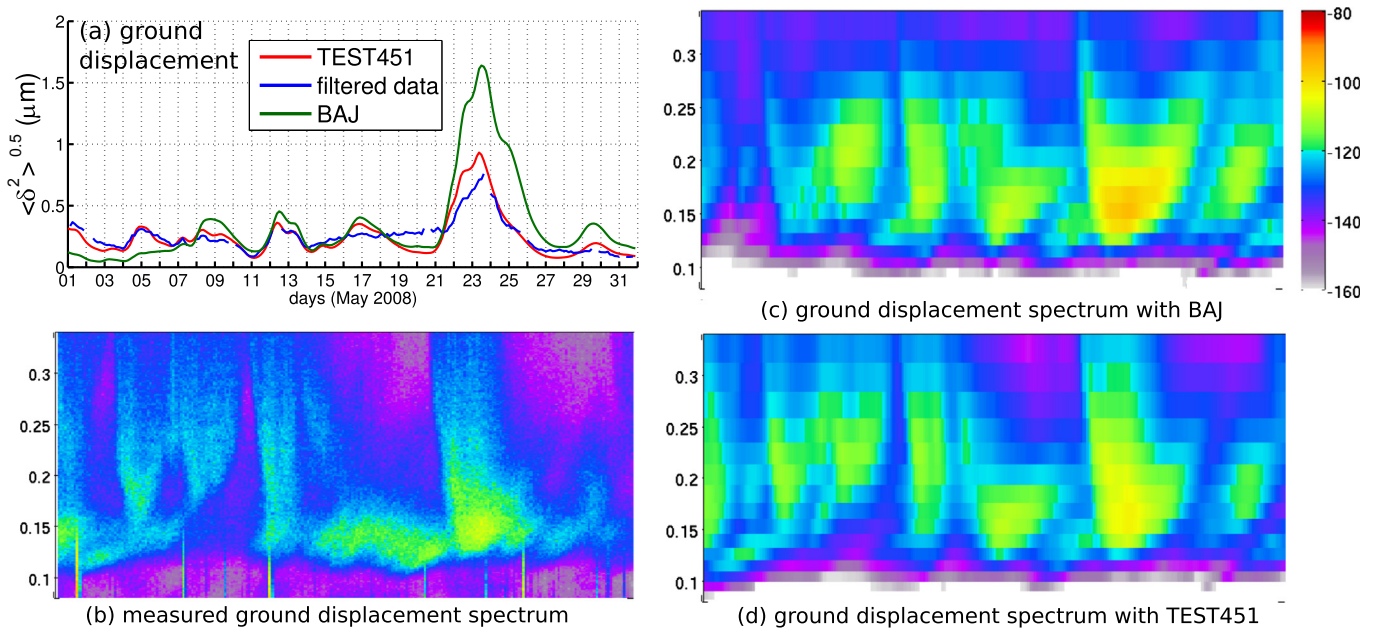 (a) ground
displacement
TEST451
filtered data
BAJ
<δ²> 0.5 (µm)
2
1.5
1
0.5
0
01 03 05 07 09 11 13 15 17 19 21 23 25 27 29 31
days (May 2008)
0.3
0.25
0.2
0.15
0.1
-80
-100
-120
-140
-160
(c) ground displacement spectrum with BAJ
0.3
0.25
0.2
0.15
0.1
(b) measured ground displacement spectrum
0.3
0.25
0.2
0.15
0.1
(d) ground displacement spectrum with TEST451